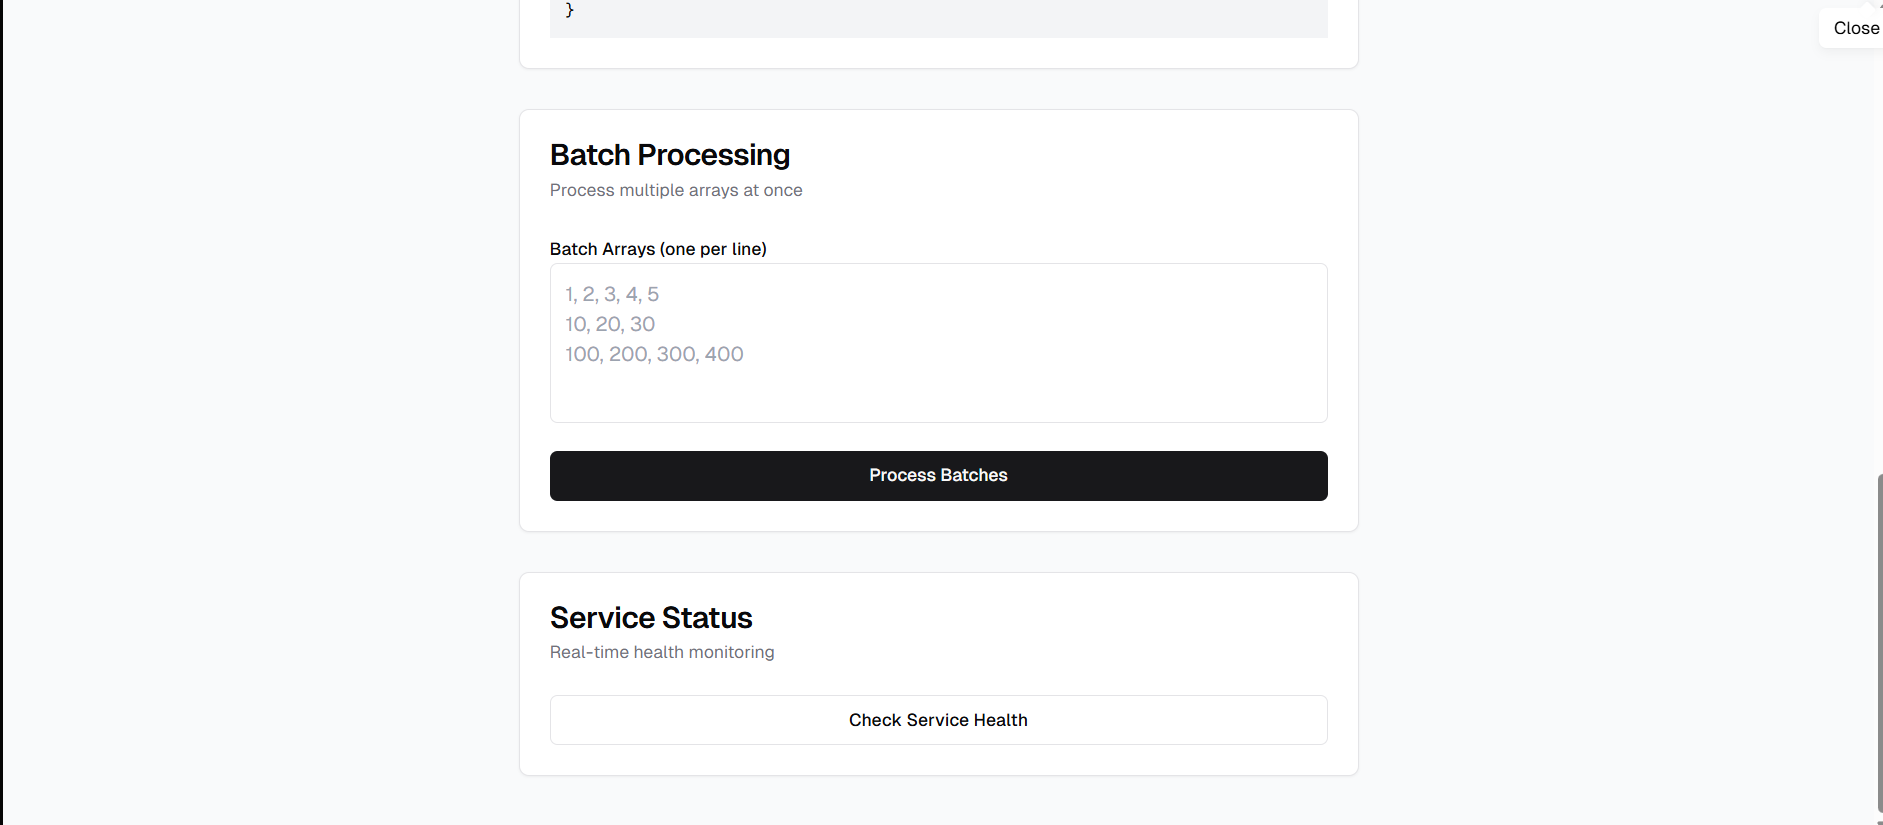 }
Close
Batch Processing
Process multiple arrays at once
Batch Arrays (one per line)
1, 2, 3, 4, 5
10, 20, 30
100, 200, 300, 400
Process Batches
Service Status
Real-time health monitoring
Check Service Health